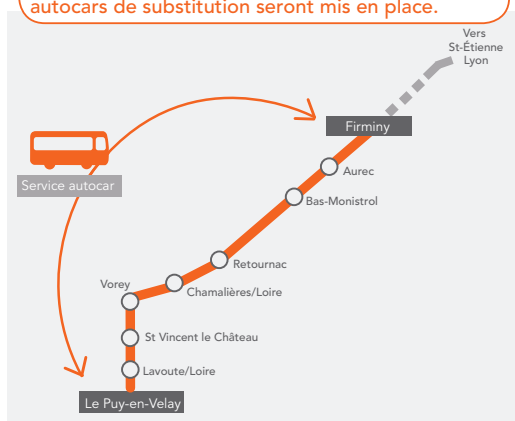 autocars de substitution seront mis en place.
Vers
St-Étienne
Lyon
Firminy
Aurec
Service autocar
Bas-Monistrol
Retournac
Vorey
Chamalières/Loire
St Vincent le Château
Lavoute/Loire
Le Puy-en-Velay